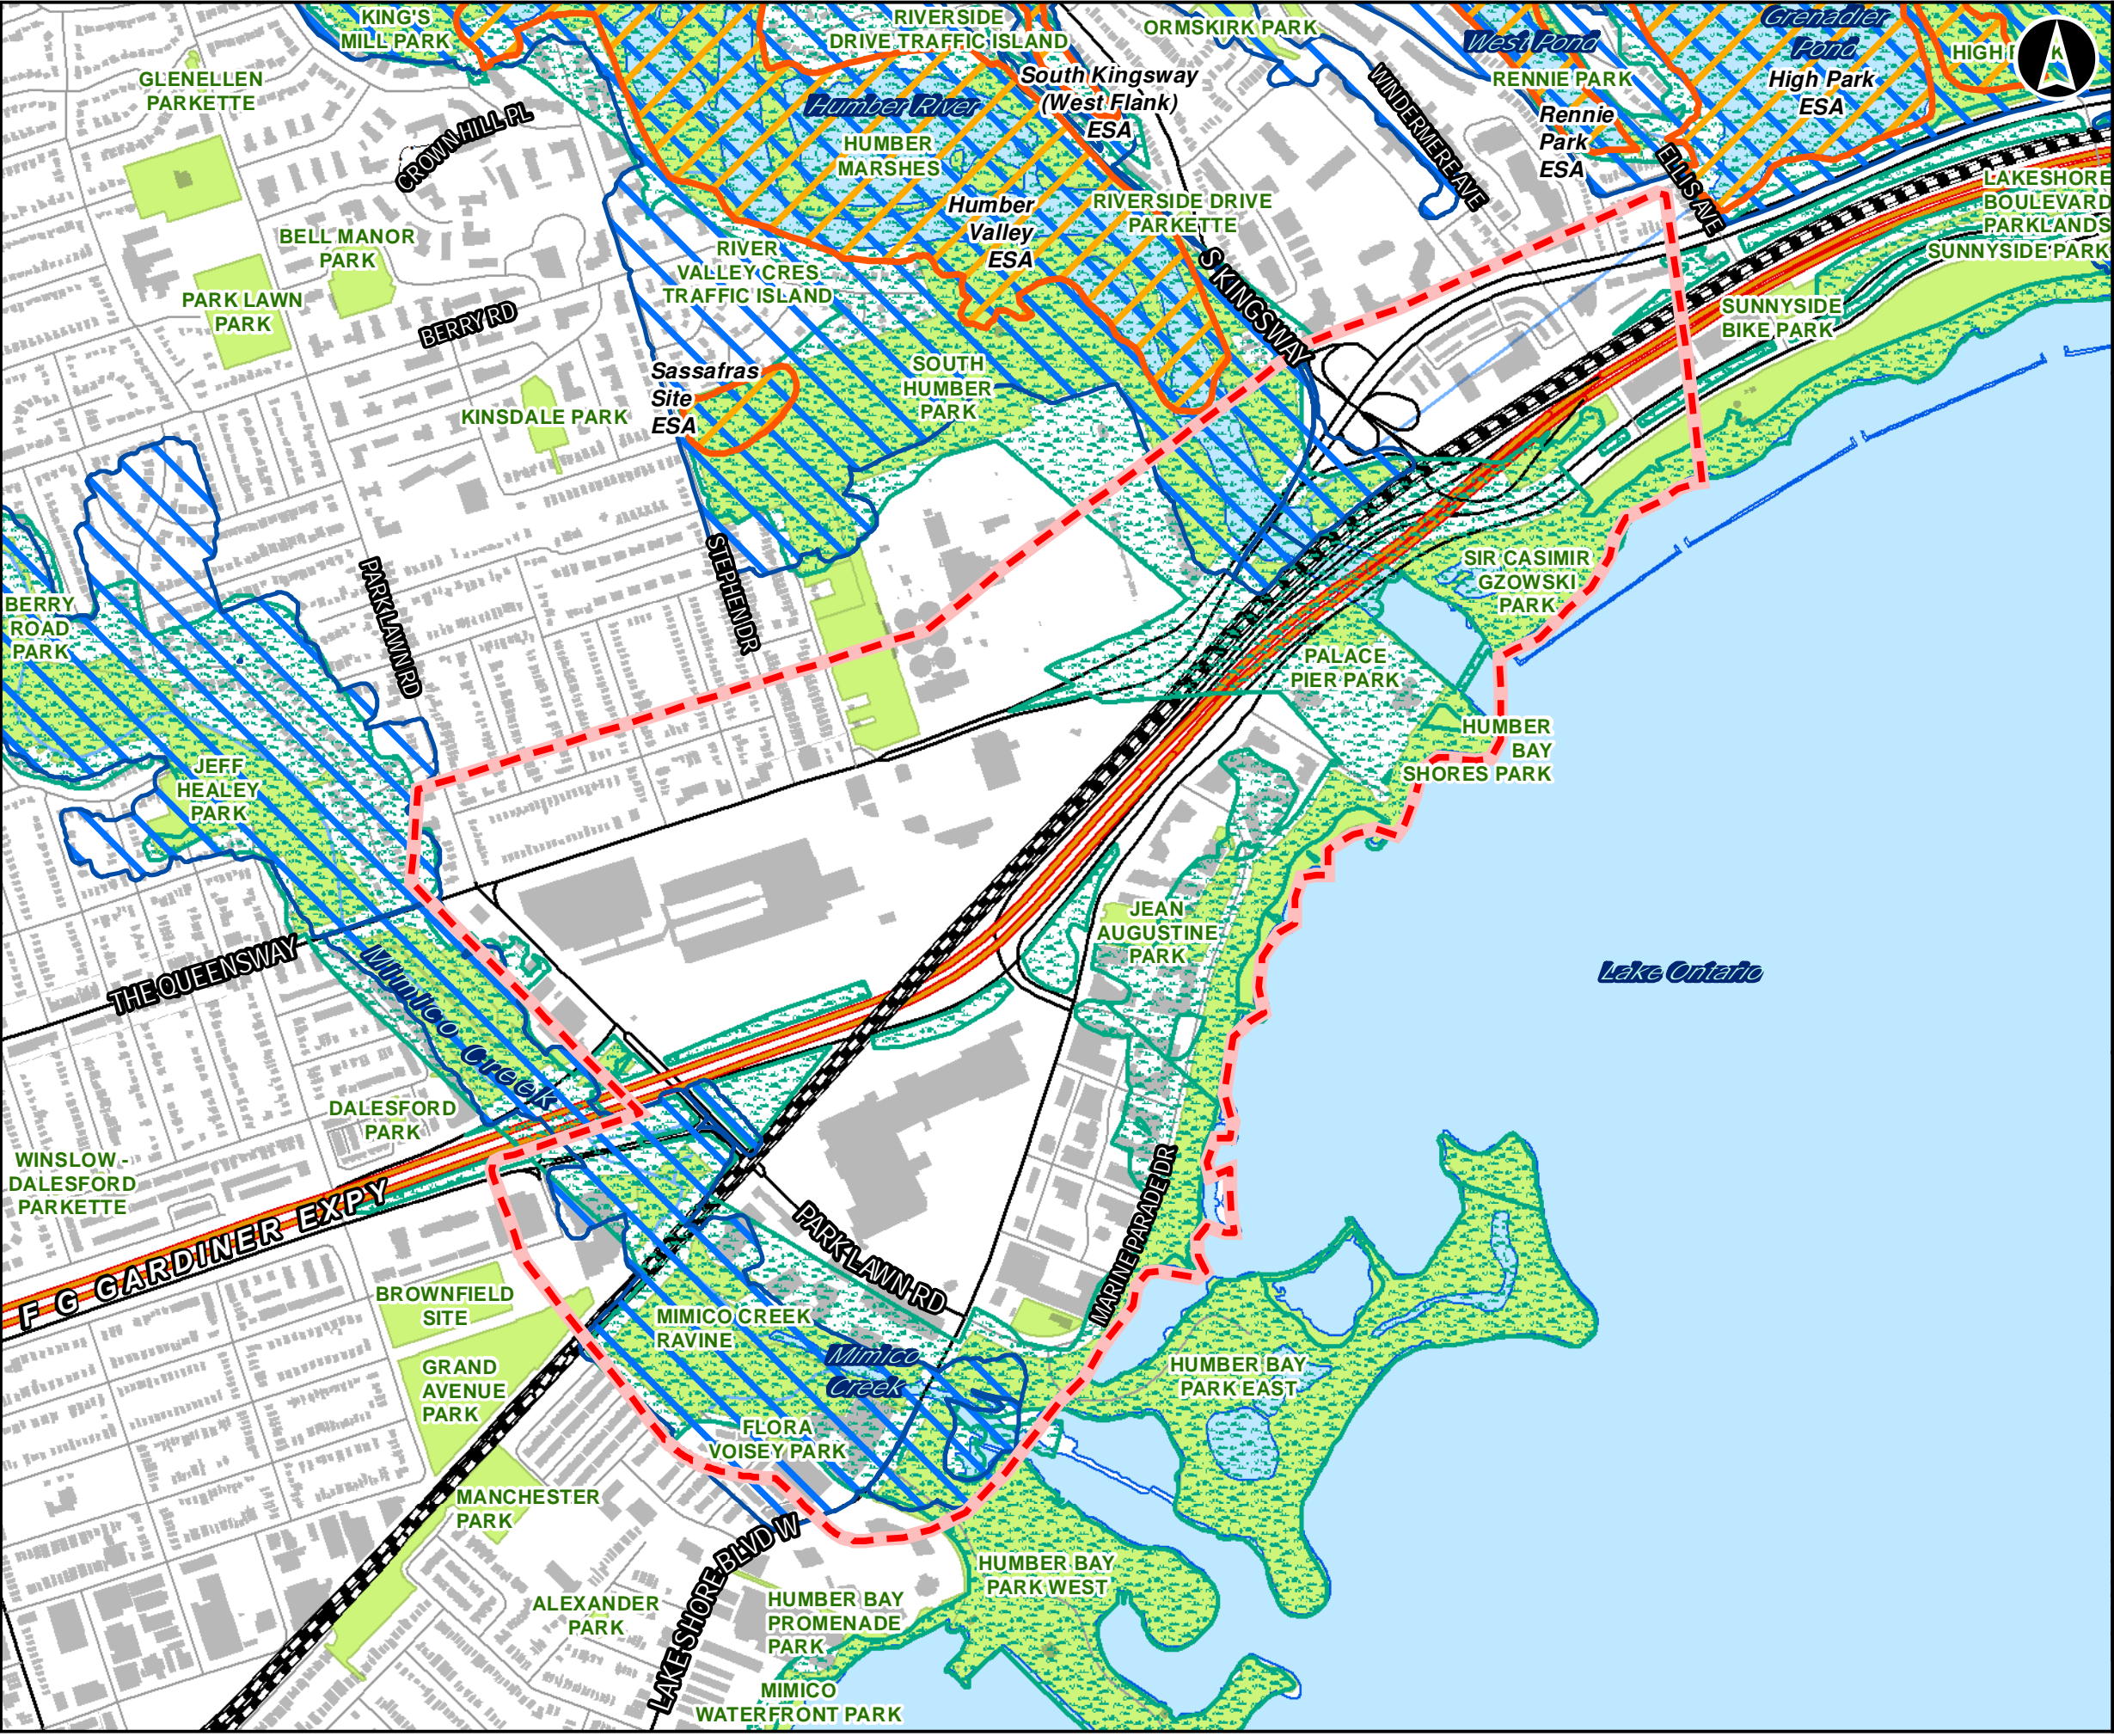 KING'S
MILL PARK
RIVERSIDE
DRIVE TRAFFIC ISLAND
ORMSKIRK PARK
West Pond
Grenadier
Pond
RENNIE PARK
High Park
ESA
GLENELLEN
PARKETTE
South Kingsway
(West Flank)
ESA
WINDERMERE AVE
Rennie
Park
ESA
ELLIS AVE
Humber River
HUMBER
MARSHES
CROWN HILL PL
LAKESHORE
BOULEVARD
PARKLANDS
SUNNYSIDE PARK
Humber
Valley
ESA
RIVERSIDE DRIVE
PARKETTE
BELL MANOR
PARK
RIVER
VALLEY CRES
TRAFFIC ISLAND
S KINGSWAY
PARK LAWN
PARK
BERRY RD
SUNNYSIDE
BIKE PARK
Sassafras
Site
ESA
SOUTH
HUMBER
PARK
KINSDALE PARK
STEPHEN DR
PARK LAWN RD
BERRY
ROAD
PARK
SIR CASIMIR
GZOWSKI
PARK
PALACE
PIER PARK
HUMBER
BAY
SHORES PARK
JEFF
HEALEY
PARK
JEAN
AUGUSTINE
PARK
THE QUEENSWAY
Mimico
Creek
Lake Ontario
DALESFORD
PARK
WINSLOW -
DALESFORD
PARKETTE
F G GARDINER EXPY
PARK LAWN RD
MARINE PARADE DR
BROWNFIELD
SITE
MIMICO CREEK
RAVINE
Mimico
Creek
GRAND
AVENUE
PARK
HUMBER BAY
PARK EAST
FLORA
VOISEY PARK
MANCHESTER
PARK
LAKE SHORE BLVD W
HUMBER BAY
PARK WEST
ALEXANDER
PARK
HUMBER BAY
PROMENADE
PARK
MIMICO
WATERFRONT PARK